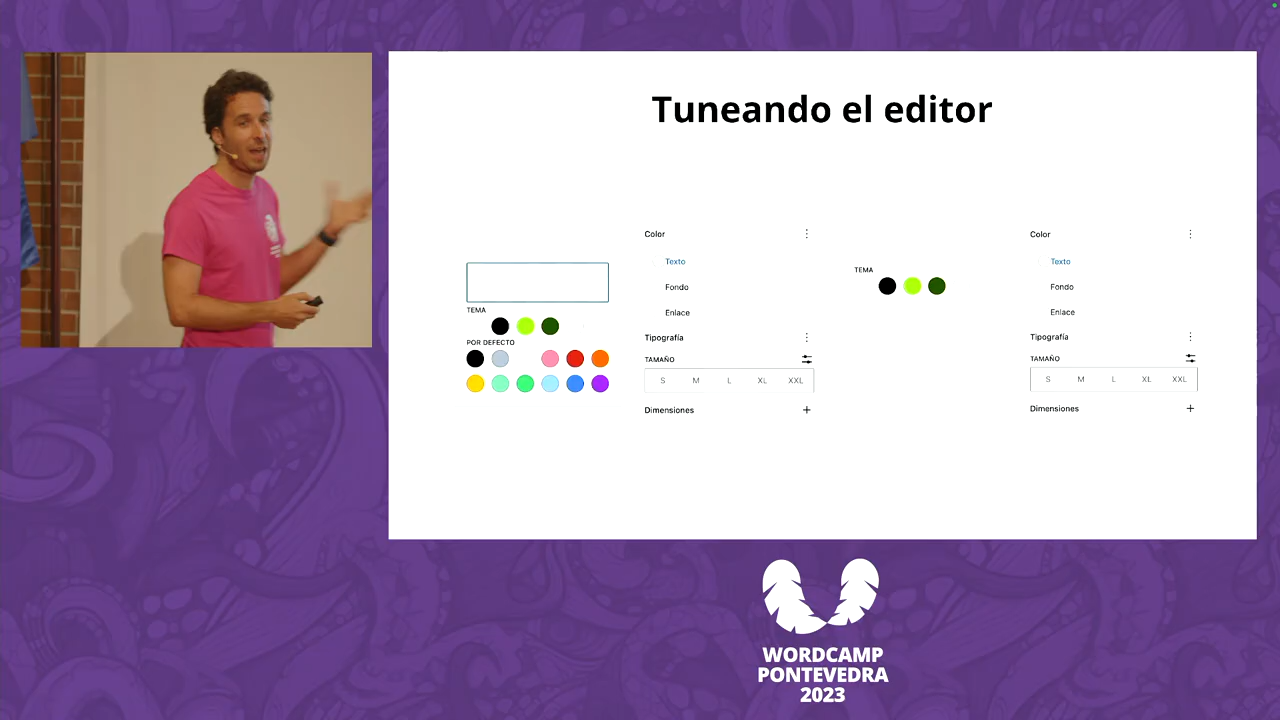 Tuneando el editor
TEMA
POR DEFECTO
Color
Texto
Fondo
Enlace
Tipografía
TAMAÑO
S M L XL XXL
Dimensiones
TEMA
Color
Texto
Fondo
Enlace
Tipografía
TAMAÑO
S M L XL XXL
Dimensiones
WORDCAMP
PONTEVEDRA
2023